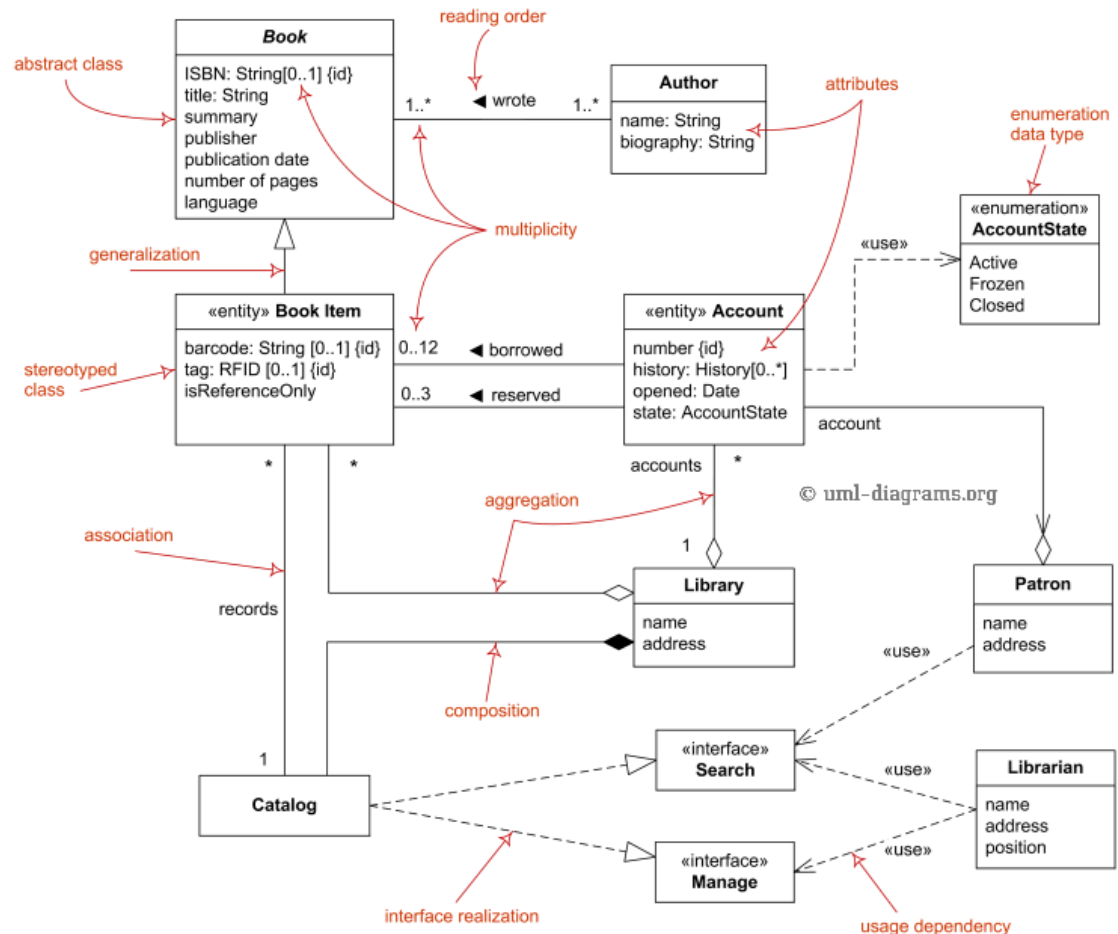 reading order
Book
abstract class
ISBN: String[0..1] {id}
title: String
summary
publisher
publication date
number of pages
language
1..*
◄ wrote
1..*
Author
name: String
biography: String
attributes
enumeration
data type
«enumeration»
AccountState
Active
Frozen
Closed
multiplicity
generalization
«use»
«entity» Book Item
barcode: String [0..1] {id}
tag: RFID [0..1] {id}
isReferenceOnly
stereotyped
class
0..12
◄ borrowed
0..3
◄ reserved
«entity» Account
number {id}
history: History[0..*]
opened: Date
state: AccountState
account
*
*
accounts
*
aggregation
© uml-diagrams.org
association
1
Library
name
address
Patron
name
address
records
composition
«use»
1
Catalog
«interface»
Search
«use»
Librarian
name
address
position
«interface»
Manage
«use»
interface realization
usage dependency